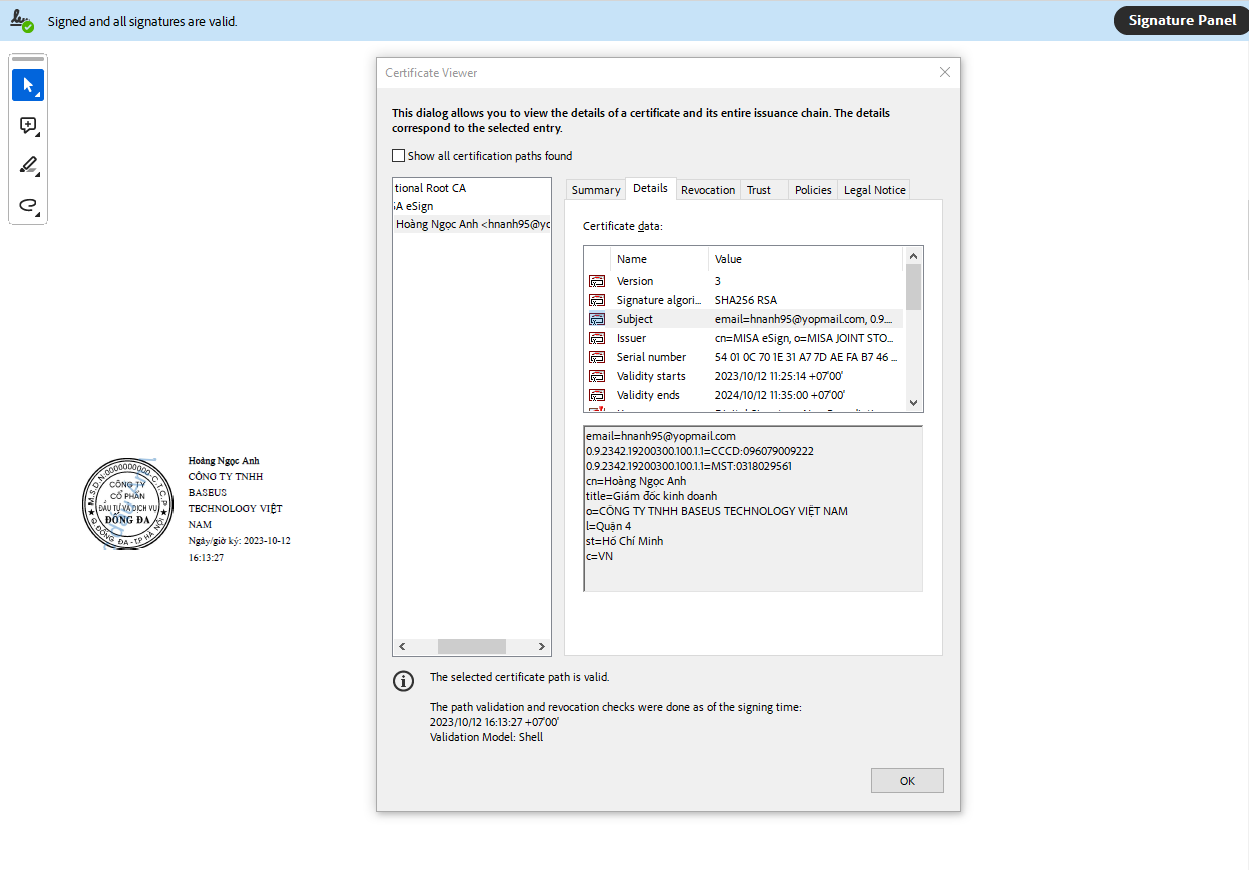 Signed and all signatures are valid.
Signature Panel
Certificate Viewer
This dialog allows you to view the details of a certificate and its entire issuance chain. The details
correspond to the selected entry.
Show all certification paths found
tional Root CA
SA eSign
Hoàng Ngọc Anh <hnanh95@yo
Summary
Details
Revocation
Trust
Policies
Legal Notice
Certificate data:
Name Value
Version 3
Signature algori... SHA256 RSA
Subject email=hnanh95@yopmail.com, 0.9....
Issuer cn=MISA eSign, o=MISA JOINT STO...
Serial number 54 01 0C 70 1E 31 A7 7D AE FA B7 46 ...
Validity starts 2023/10/12 11:25:14 +07'00'
Validity ends 2024/10/12 11:35:00 +07'00'
email=hnanh95@yopmail.com
0.9.2342.19200300.100.1.1=CCCD:096079009222
0.9.2342.19200300.100.1.1=MST:0318029561
cn=Hoàng Ngọc Anh
title=Giám đốc kinh doanh
o=CÔNG TY TNHH BASEUS TECHNOLOGY VIỆT NAM
l=Quận 4
st=Hồ Chí Minh
c=VN
M.S.D.N:0000000000-C.T.C.P
CÔNG TY
CỔ PHẦN
ĐẦU TƯ VÀ DỊCH VỤ
ĐỐNG ĐA
Q ĐỐNG ĐA - TP HÀ NỘI
Hoàng Ngọc Anh
CÔNG TY TNHH
BASEUS
TECHNOLOGY VIỆT
NAM
Ngày/giờ ký: 2023-10-12
16:13:27
The selected certificate path is valid.
The path validation and revocation checks were done as of the signing time:
2023/10/12 16:13:27 +07'00'
Validation Model: Shell
OK